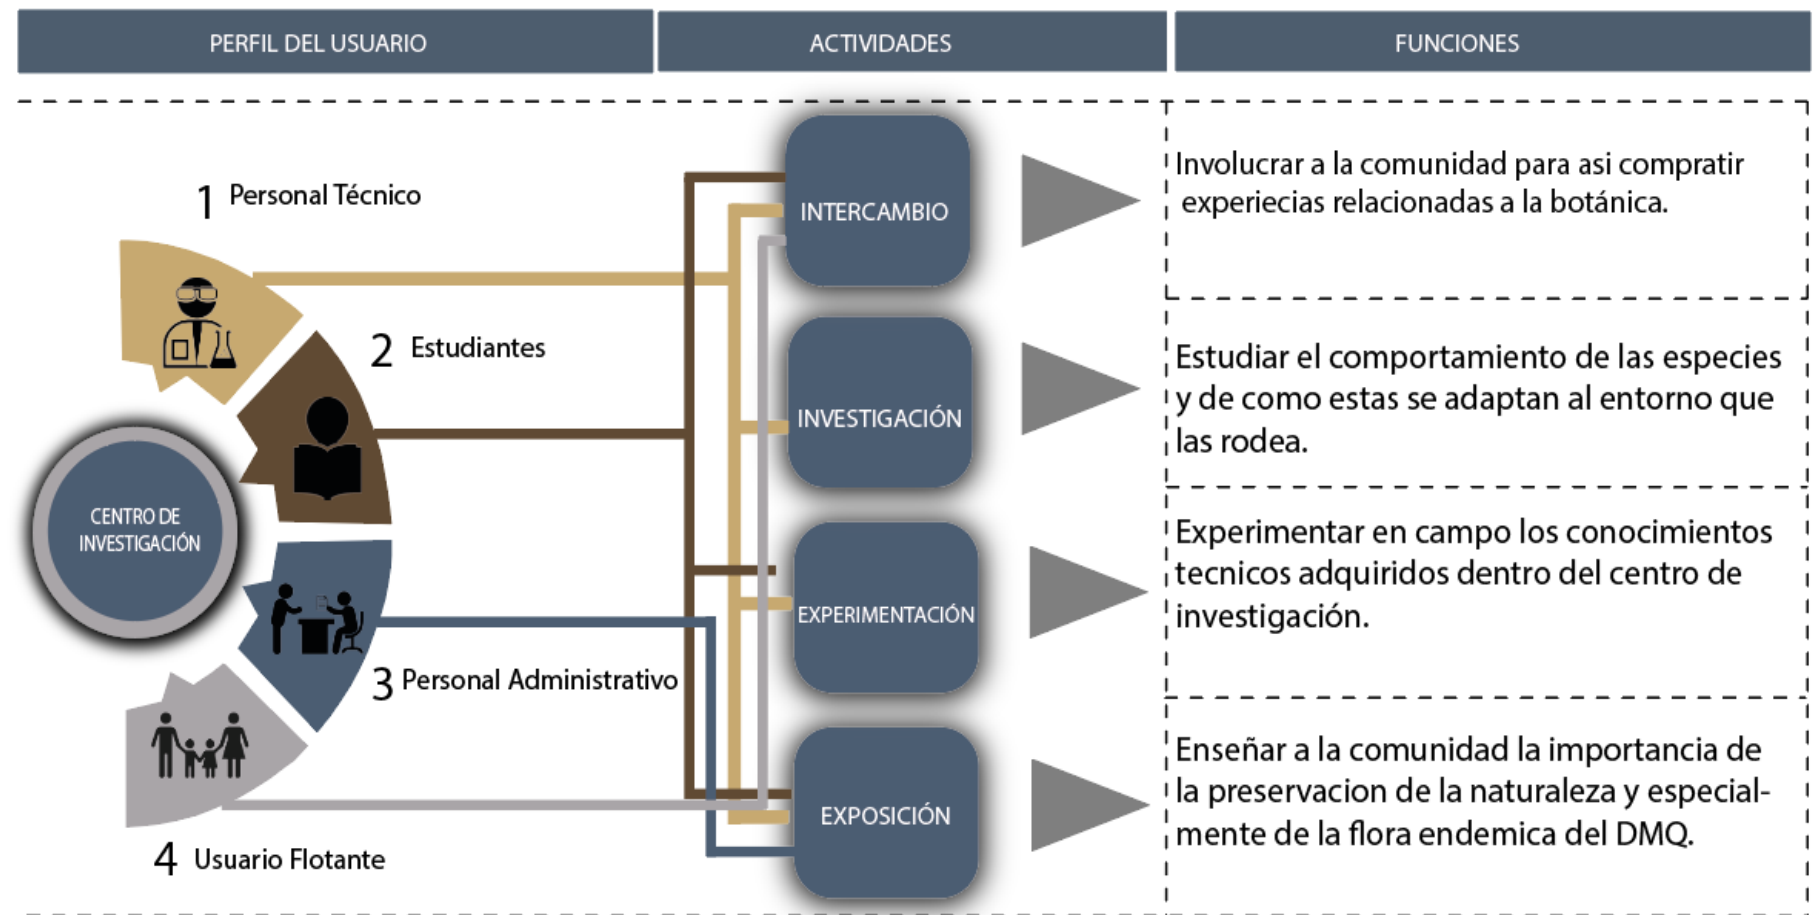 PERFIL DEL USUARIO
ACTIVIDADES
FUNCIONES
1 Personal Técnico
2 Estudiantes
CENTRO DE
INVESTIGACIÓN
3 Personal Administrativo
4 Usuario Flotante
INTERCAMBIO
Involucrar a la comunidad para asi compratir
experiecias relacionadas a la botánica.
INVESTIGACIÓN
Estudiar el comportamiento de las especies
y de como estas se adaptan al entorno que
las rodea.
EXPERIMENTACIÓN
Experimentar en campo los conocimientos
tecnicos adquiridos dentro del centro de
investigación.
EXPOSICIÓN
Enseñar a la comunidad la importancia de
la preservacion de la naturaleza y especial-
mente de la flora endemica del DMQ.